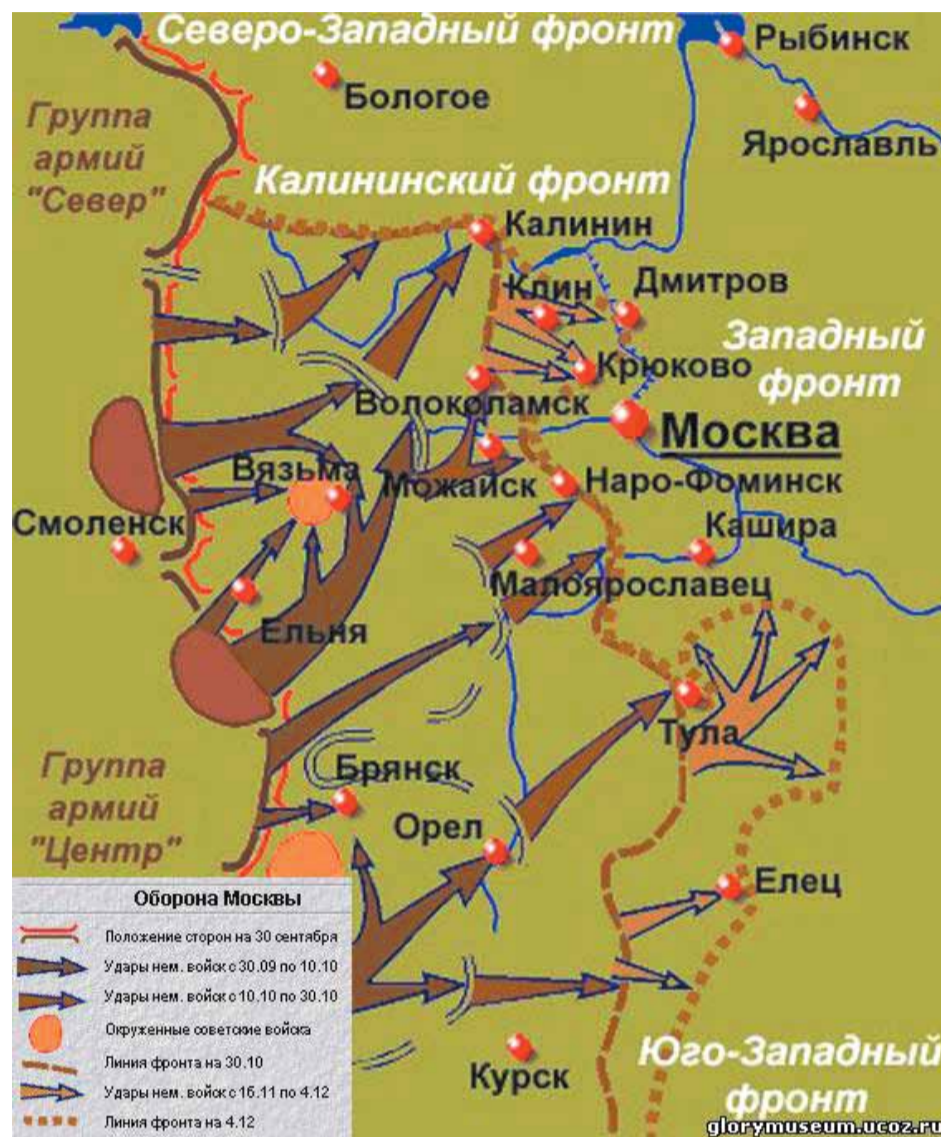 Северо-Западный фронт
Рыбинск
Бологое
Группа
армий
"Север"
Ярославль
Калининский фронт
Калинин
Клин
Дмитров
Западный
фронт
Крюково
Волоколамск
Москва
Вязьма
Можайск
Наро-Фоминск
Смоленск
Кашира
Малоярославец
Ельня
Тула
Группа
армий
"Центр"
Брянск
Орел
Елец
Курск
Юго-Западный
фронт
Оборона Москвы
Положение сторон на 30 сентября
Удары нем. войск с 30.09 по 10.10
Удары нем. войск с 10.10 по 30.10
Окруженные советские войска
Линия фронта на 30.10
Удары нем. войск с 16.11 по 4.12
Линия фронта на 4.12
glorymuseum.ucoz.ru